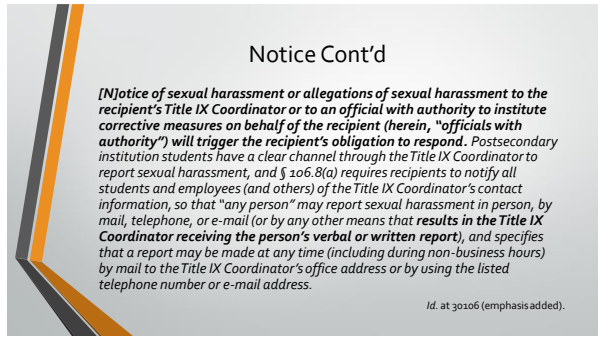 Notice Cont'd
[N]otice of sexual harassment or allegations of sexual harassment to the
recipient's Title IX Coordinator or to an official with authority to institute
corrective measures on behalf of the recipient (herein, "officials with
authority") will trigger the recipient's obligation to respond. Postsecondary
institution students have a clear channel through the Title IX Coordinator to
report sexual harassment, and § 106.8(a) requires recipients to notify all
students and employees (and others) of the Title IX Coordinator's contact
information, so that "any person" may report sexual harassment in person, by
mail, telephone, or e-mail (or by any other means that results in the Title IX
Coordinator receiving the person's verbal or written report), and specifies
that a report may be made at any time (including during non-business hours)
by mail to the Title IX Coordinator's office address or by using the listed
telephone number or e-mail address.
Id. at 30106 (emphasis added).